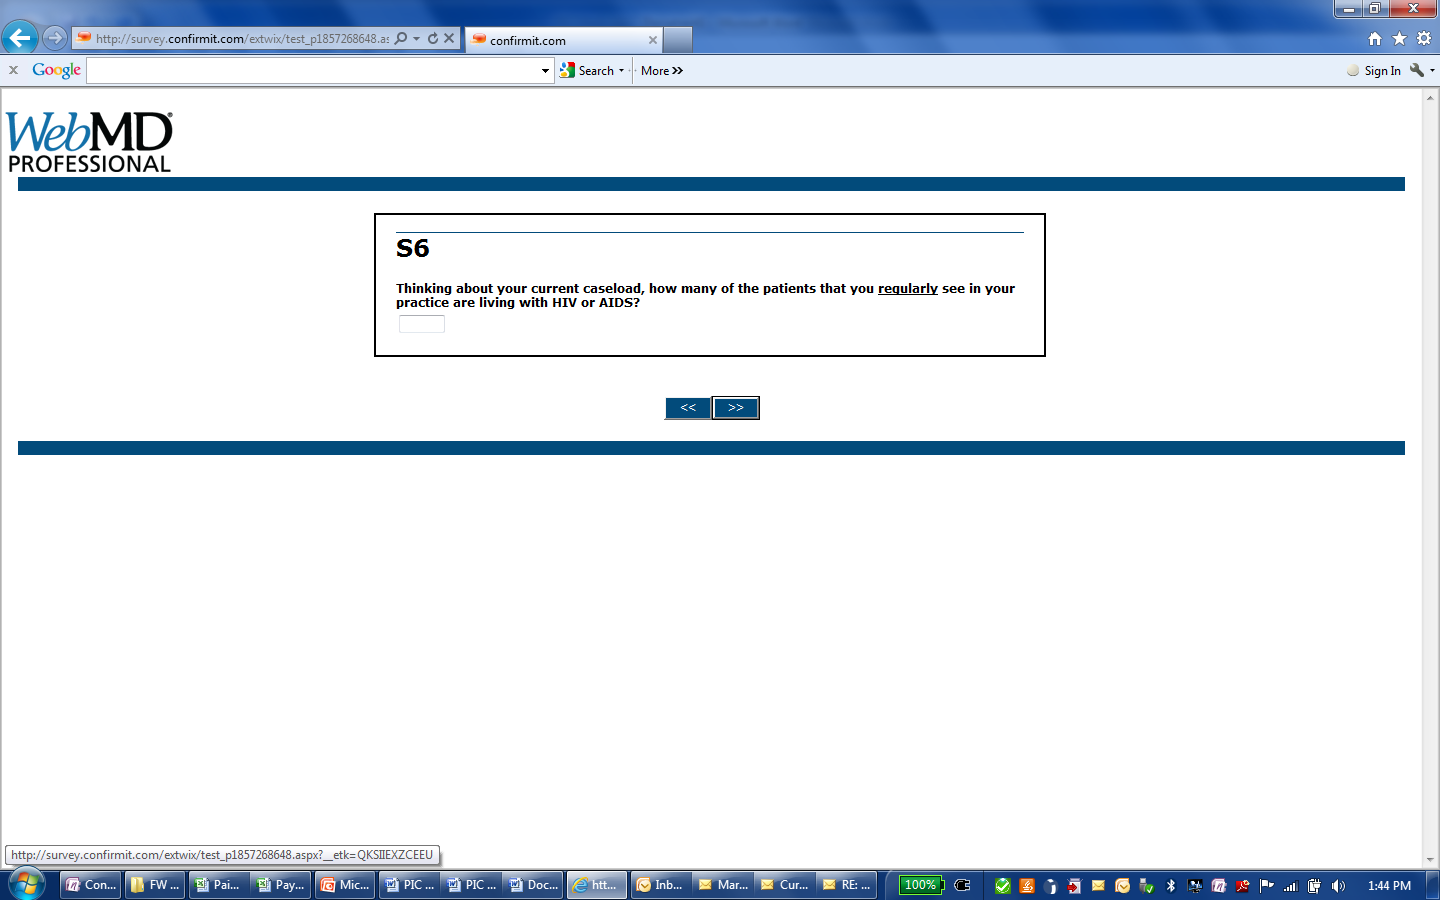 http://survey.confirmit.com/extwix/test_p1857268648.as
confirmit.com
x Google Search More >> Sign In
WebMD
PROFESSIONAL
S6
Thinking about your current caseload, how many of the patients that you regularly see in your
practice are living with HIV or AIDS?
<< >>
http://survey.confirmit.com/extwix/test_p1857268648.aspx?__etk=QKSIIEXZCEEU
Con... FW ... Pai... Pay... Mic... PIC ... PIC ... Doc... htt... Inb... Mar... Cur... RE: ... 100% 1:44 PM